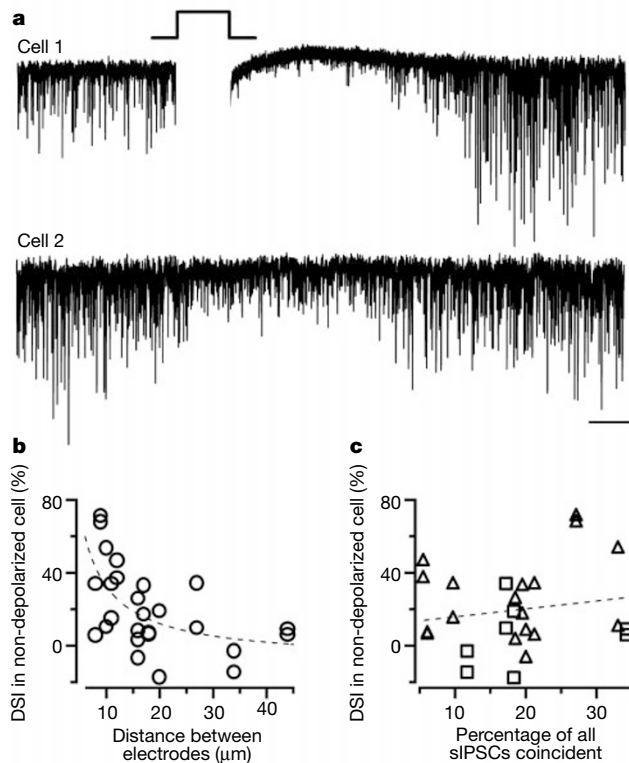 a
Cell 1
Cell 2
b
DSI in non-depolarized cell (%)
80
40
0
10 20 30 40
Distance between
electrodes (μm)
c
DSI in non-depolarized cell (%)
80
40
0
10 20 30
Percentage of all
sIPSCs coincident